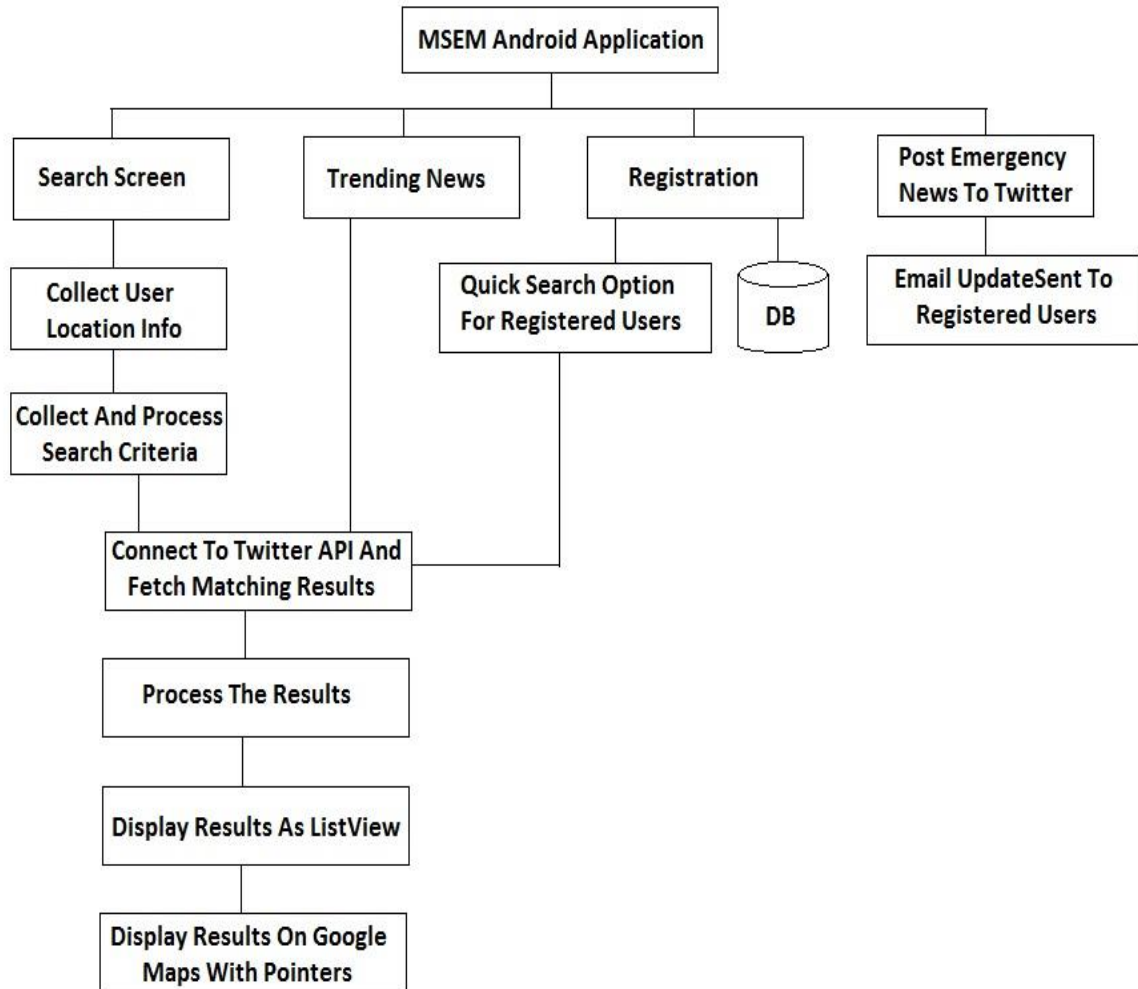 MSEM Android Application
Search Screen
Trending News
Registration
Post Emergency
News To Twitter
Collect User
Location Info
Quick Search Option
For Registered Users
DB
Email UpdateSent To
Registered Users
Collect And Process
Search Criteria
Connect To Twitter API And
Fetch Matching Results
Process The Results
Display Results As ListView
Display Results On Google
Maps With Pointers